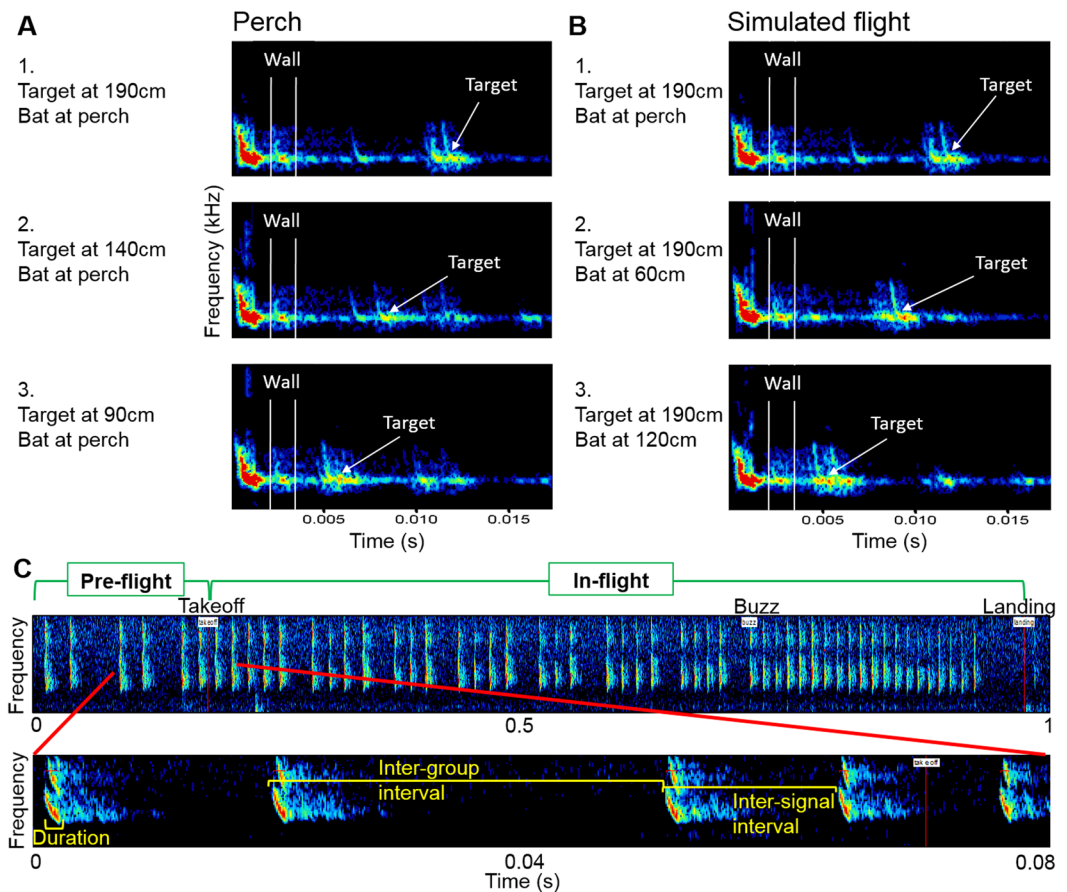 A
Perch
1.
Target at 190cm
Bat at perch
Wall
Target
2.
Target at 140cm
Bat at perch
Wall
Target
3.
Target at 90cm
Bat at perch
Wall
Target
Frequency (kHz)
0.005
0.010
0.015
Time (s)
B
Simulated flight
1.
Target at 190cm
Bat at perch
Wall
Target
2.
Target at 190cm
Bat at 60cm
Wall
Target
3.
Target at 190cm
Bat at 120cm
Wall
Target
0.005
0.010
0.015
Time (s)
C
Pre-flight
In-flight
Takeoff
Buzz
Landing
takeoff
buzz
landing
Frequency
0
0.5
1
takeoff
Inter-group
interval
Inter-signal
interval
Duration
Frequency
0
0.04
0.08
Time (s)